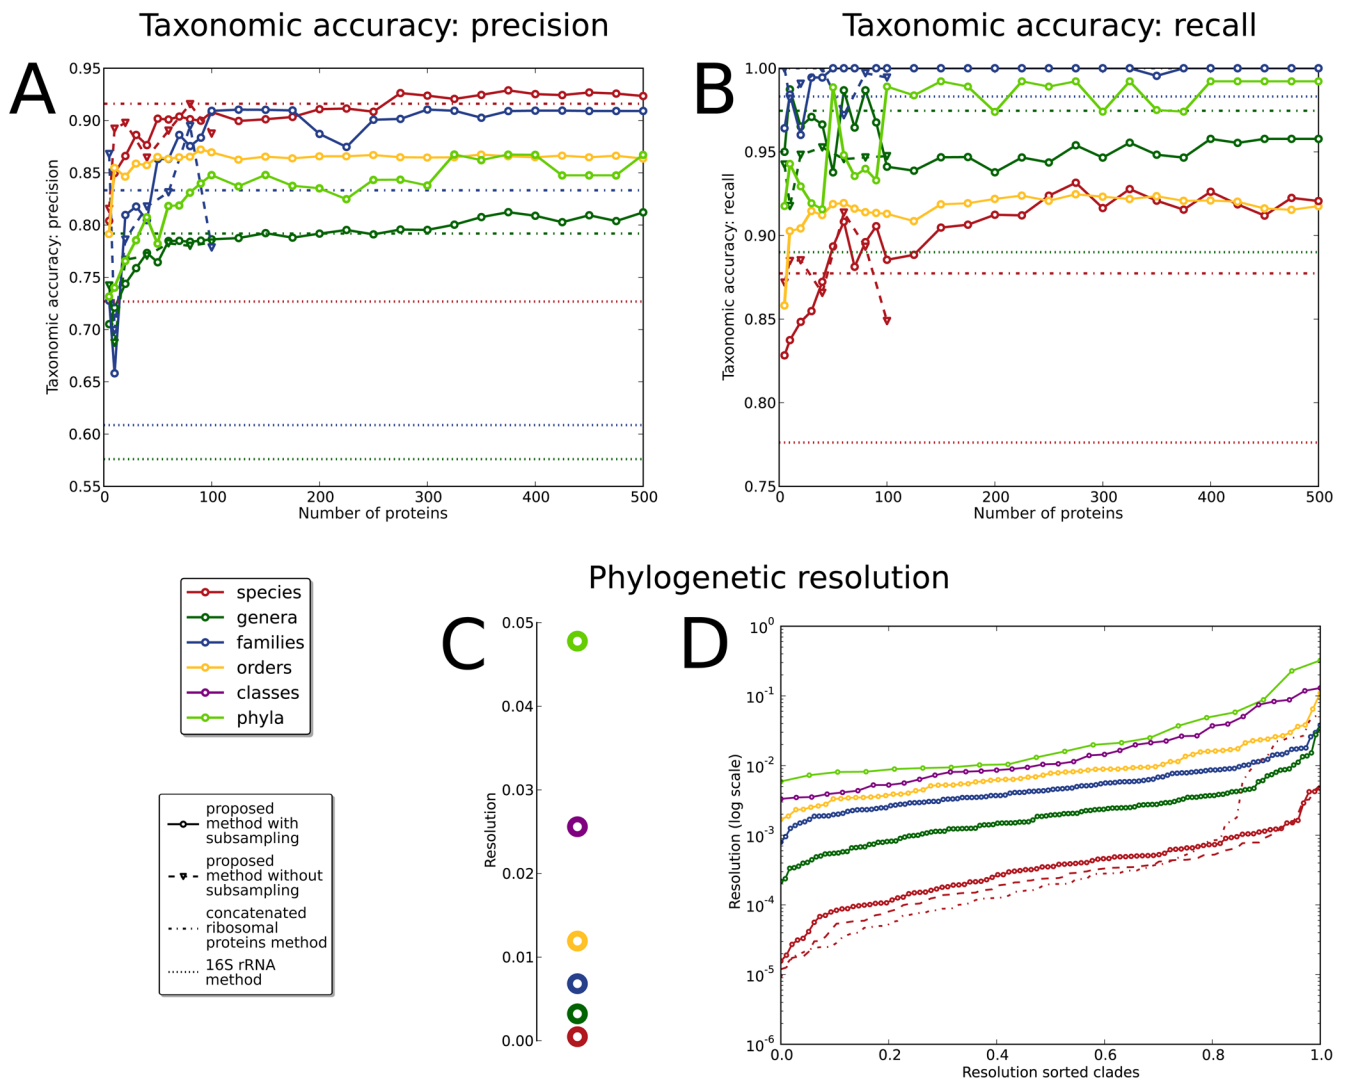 Taxonomic accuracy: precision
Taxonomic accuracy: recall
A
0.95
0.90
0.85
0.80
0.75
0.70
0.65
0.60
0.55
Taxonomic accuracy: precision
0
100
200
300
400
500
Number of proteins
B
1.00
0.95
0.90
0.85
0.80
0.75
Taxonomic accuracy: recall
0
100
200
300
400
500
Number of proteins
species
genera
families
orders
classes
phyla
proposed
method with
subsampling
proposed
method without
subsampling
concatenated
ribosomal
proteins method
16S rRNA
method
Phylogenetic resolution
C
0.05
0.04
0.03
0.02
0.01
0.00
Resolution
D
10^0
10^-1
10^-2
10^-3
10^-4
10^-5
10^-6
Resolution (log scale)
0.0
0.2
0.4
0.6
0.8
1.0
Resolution sorted clades